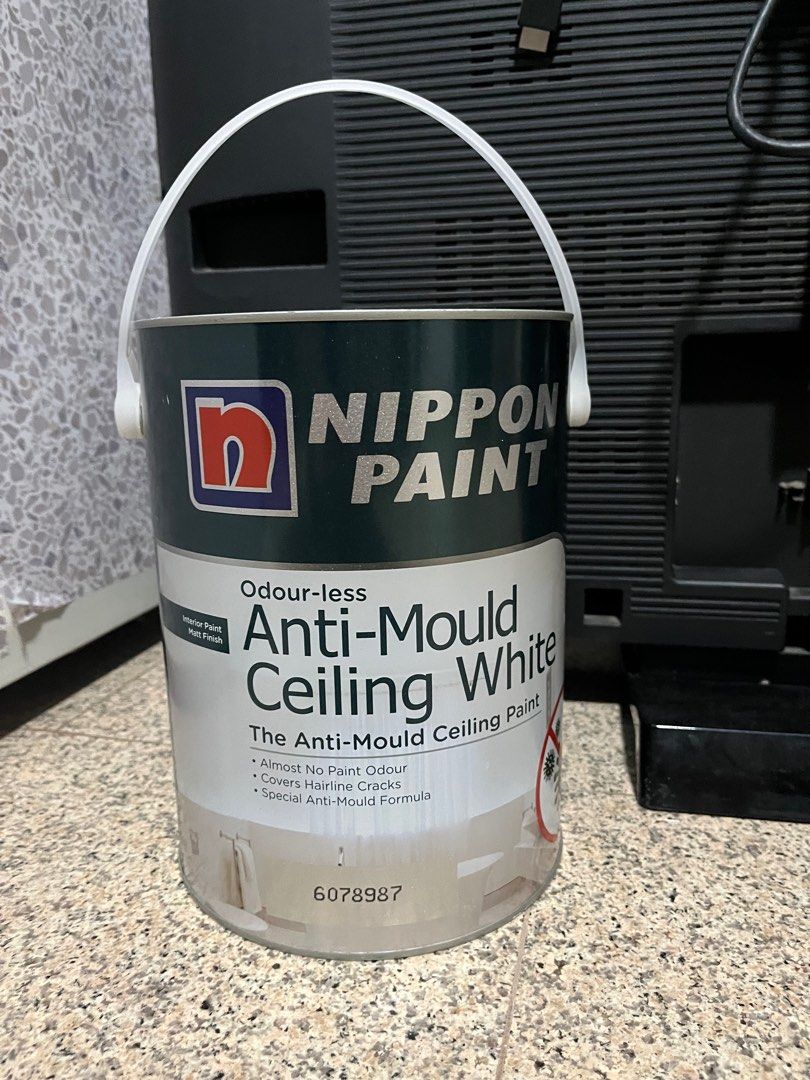 n
NIPPON
PAINT
Odour-less
Interior Paint
Matt Finish
Anti-Mould
Ceiling White
The Anti-Mould Ceiling Paint
• Almost No Paint Odour
• Covers Hairline Cracks
• Special Anti-Mould Formula
6078987